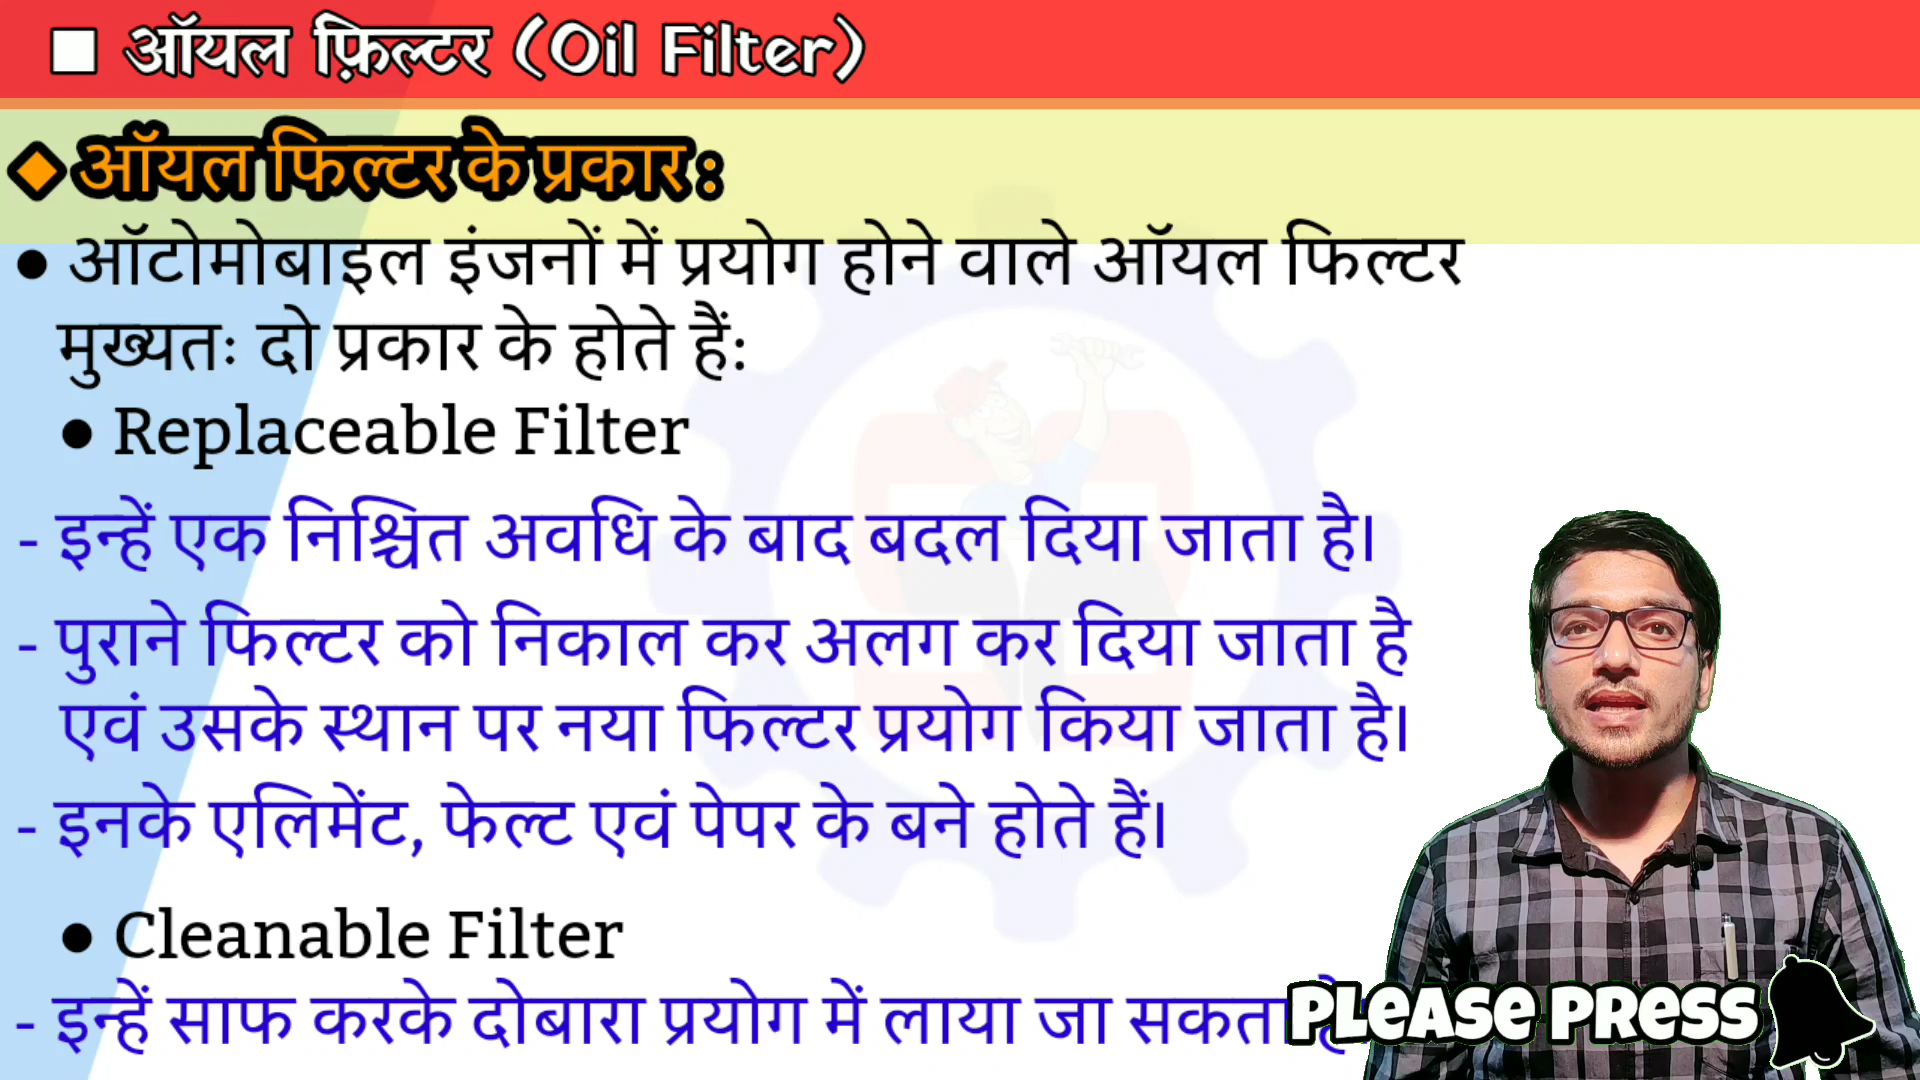 ■ ऑयल फ़िल्टर (Oil Filter)
◆ ऑयल फिल्टर के प्रकार :
● ऑटोमोबाइल इंजनों में प्रयोग होने वाले ऑयल फिल्टर
मुख्यतः दो प्रकार के होते हैं:
● Replaceable Filter
- इन्हें एक निश्चित अवधि के बाद बदल दिया जाता है।
- पुराने फिल्टर को निकाल कर अलग कर दिया जाता है
एवं उसके स्थान पर नया फिल्टर प्रयोग किया जाता है।
- इनके एलिमेंट, फेल्ट एवं पेपर के बने होते हैं।
● Cleanable Filter
- इन्हें साफ करके दोबारा प्रयोग में लाया जा सकता
PLEASE PRESS